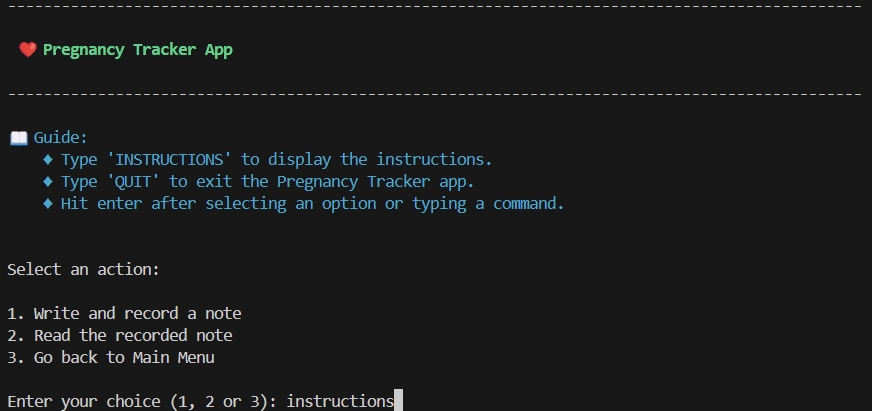 -----------------------------------------------------------------------------------------------
❤️ Pregnancy Tracker App
-----------------------------------------------------------------------------------------------
📖 Guide:
♦ Type 'INSTRUCTIONS' to display the instructions.
♦ Type 'QUIT' to exit the Pregnancy Tracker app.
♦ Hit enter after selecting an option or typing a command.
Select an action:
1. Write and record a note
2. Read the recorded note
3. Go back to Main Menu
Enter your choice (1, 2 or 3): instructions